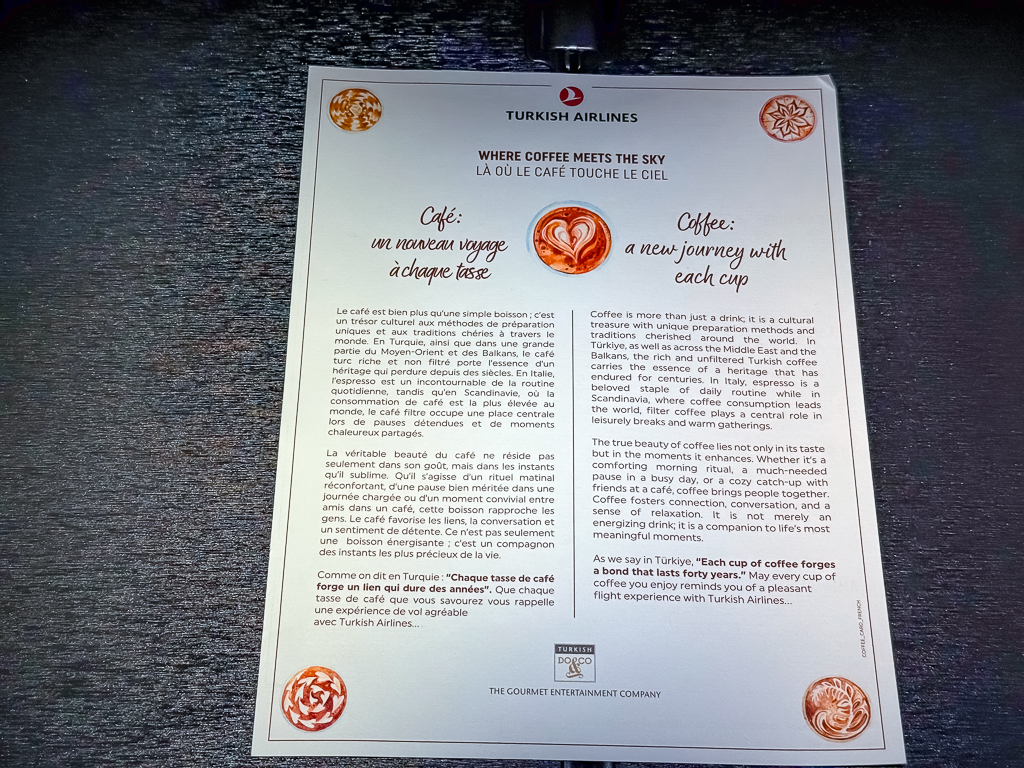 TURKISH AIRLINES
WHERE COFFEE MEETS THE SKY
LÀ OÙ LE CAFÉ TOUCHE LE CIEL
Café:
un nouveau voyage
à chaque tasse
Coffee:
a new journey with
each cup
Le café est bien plus qu'une simple boisson ; c'est
un trésor culturel aux méthodes de préparation
uniques et aux traditions chéries à travers le
monde. En Turquie, ainsi que dans une grande
partie du Moyen-Orient et des Balkans, le café
turc riche et non filtré porte l'essence d'un
héritage qui perdure depuis des siècles. En Italie,
l'espresso est un incontournable de la routine
quotidienne, tandis qu'en Scandinavie, où la
consommation de café est la plus élevée au
monde, le café filtre occupe une place centrale
lors de pauses détendues et de moments
chaleureux partagés.
La véritable beauté du café ne réside pas
seulement dans son goût, mais dans les instants
qu'il sublime. Qu'il s'agisse d'un rituel matinal
réconfortant, d'une pause bien méritée dans une
journée chargée ou d'un moment convivial entre
amis dans un café, cette boisson rapproche les
gens. Le café favorise les liens, la conversation et
un sentiment de détente. Ce n'est pas seulement
une boisson énergisante ; c'est un compagnon
des instants les plus précieux de la vie.
Comme on dit en Turquie : "Chaque tasse de café
forge un lien qui dure des années". Que chaque
tasse de café que vous savourez vous rappelle
une expérience de vol agréable
avec Turkish Airlines...
Coffee is more than just a drink; it is a cultural
treasure with unique preparation methods and
traditions cherished around the world. In
Türkiye, as well as across the Middle East and the
Balkans, the rich and unfiltered Turkish coffee
carries the essence of a heritage that has
endured for centuries. In Italy, espresso is a
beloved staple of daily routine while in
Scandinavia, where coffee consumption leads
the world, filter coffee plays a central role in
leisurely breaks and warm gatherings.
The true beauty of coffee lies not only in its taste
but in the moments it enhances. Whether it's a
comforting morning ritual, a much-needed
pause in a busy day, or a cozy catch-up with
friends at a café, coffee brings people together.
Coffee fosters connection, conversation, and a
sense of relaxation. It is not merely an
energizing drink; it is a companion to life's most
meaningful moments.
As we say in Türkiye, "Each cup of coffee forges
a bond that lasts forty years." May every cup of
coffee you enjoy reminds you of a pleasant
flight experience with Turkish Airlines...
COFFEE_CARD_FRENCH
TURKISH
DO&CO
THE GOURMET ENTERTAINMENT COMPANY